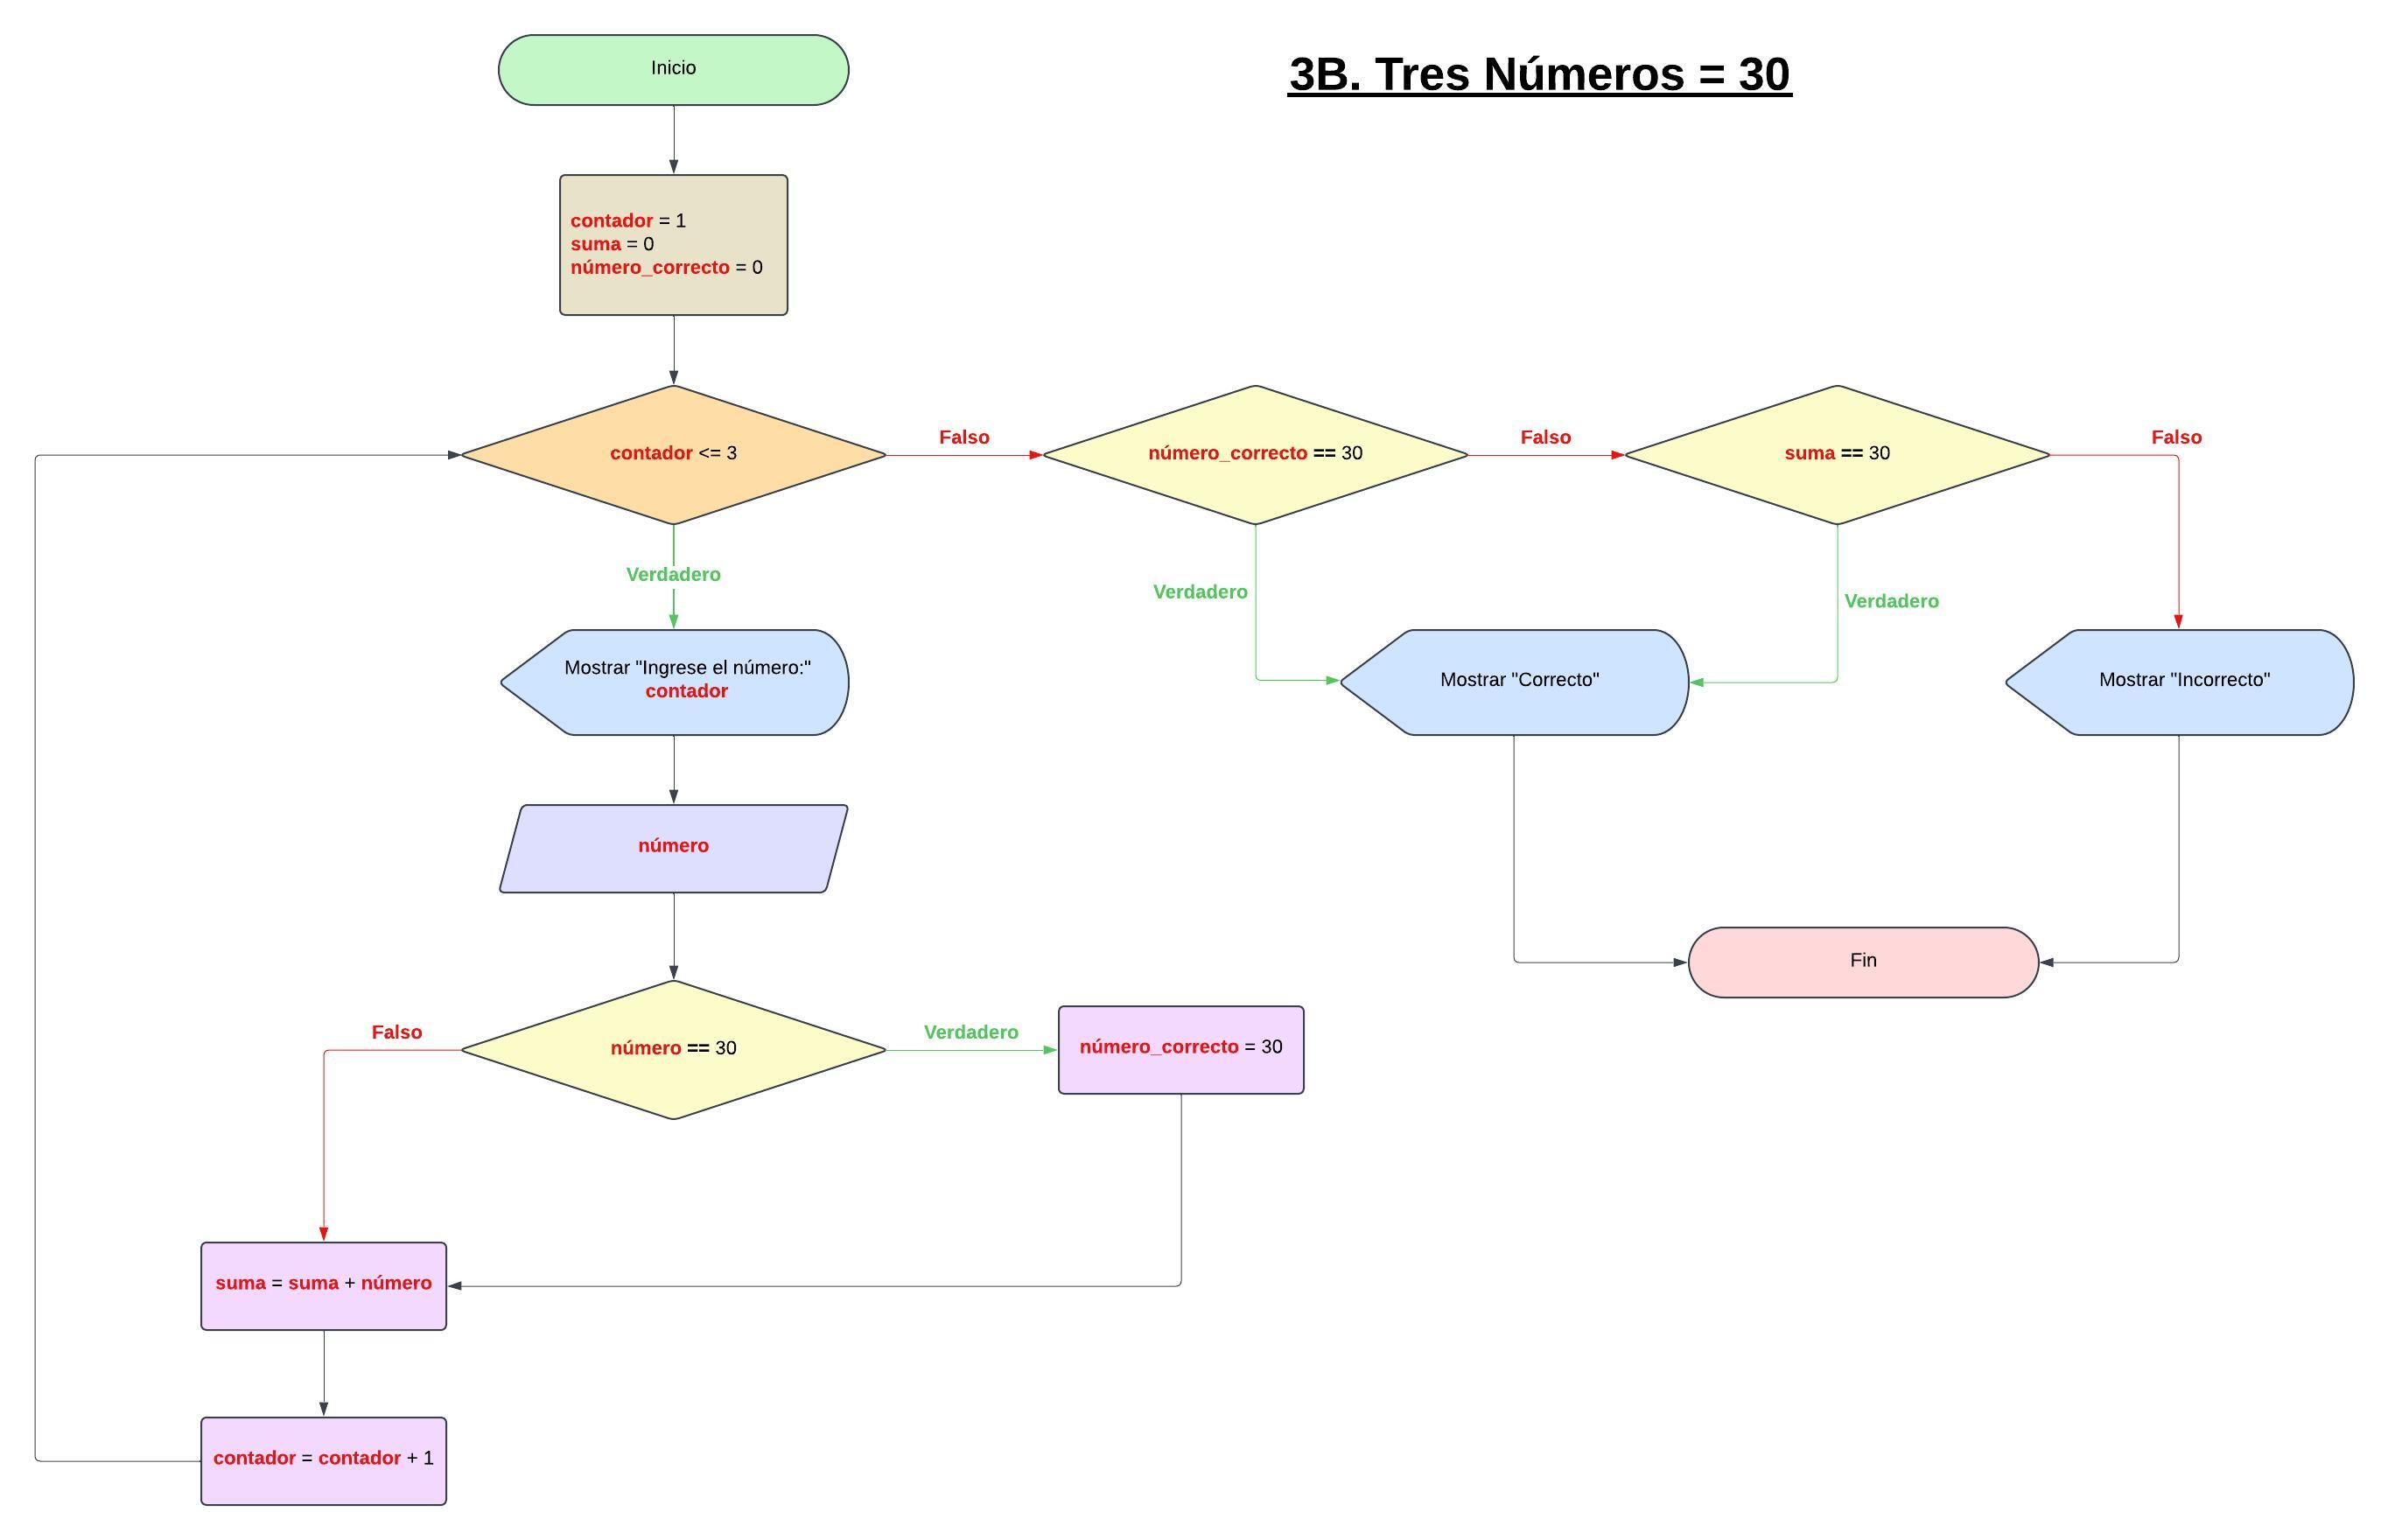 Inicio
3B. Tres Números = 30
contador = 1
suma = 0
número_correcto = 0
contador <= 3
Falso
número_correcto == 30
Falso
suma == 30
Falso
Verdadero
Verdadero
Verdadero
Mostrar "Ingrese el número:"
contador
Mostrar "Correcto"
Mostrar "Incorrecto"
número
Fin
Falso
número == 30
Verdadero
número_correcto = 30
suma = suma + número
contador = contador + 1